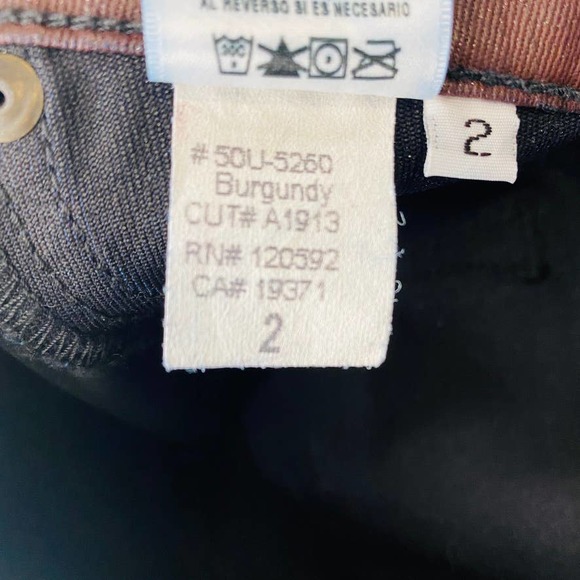 AL REVERSO SI ES NECESARIO
# 50U-5260
Burgundy
CUT# A1913
RN# 120592
CA# 19371
2
2